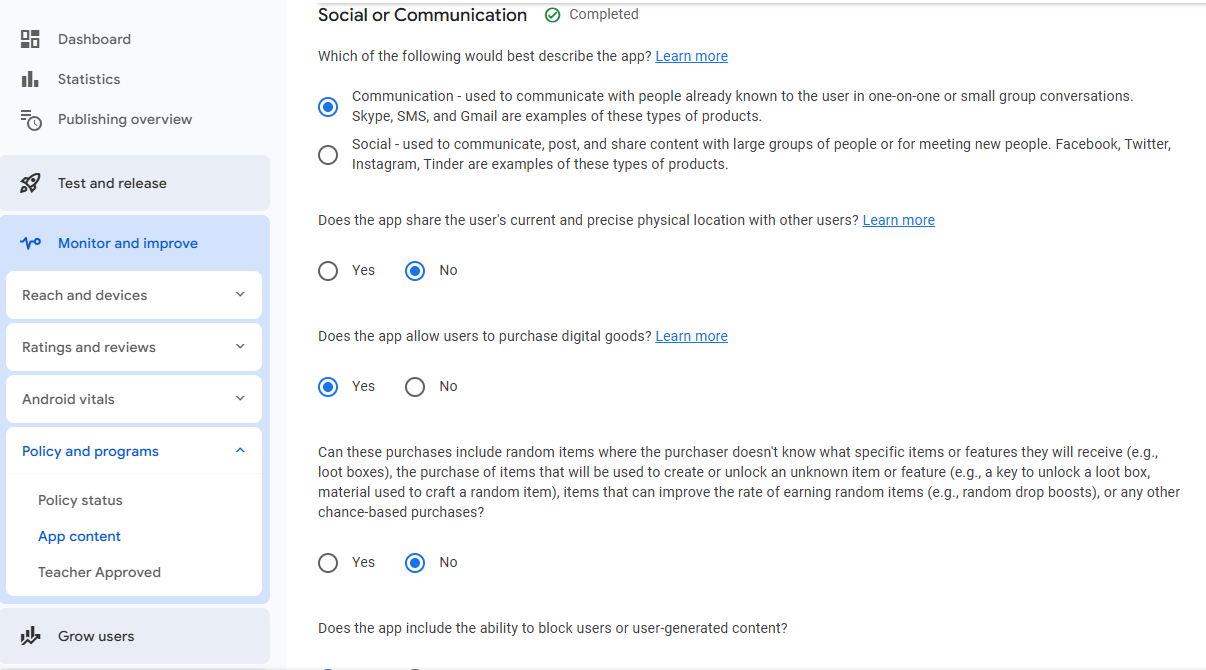 Dashboard
Statistics
Publishing overview
Test and release
Monitor and improve
Reach and devices
Ratings and reviews
Android vitals
Policy and programs
Policy status
App content
Teacher Approved
Grow users
Social or Communication Completed
Which of the following would best describe the app? Learn more
Communication - used to communicate with people already known to the user in one-on-one or small group conversations.
Skype, SMS, and Gmail are examples of these types of products.
Social - used to communicate, post, and share content with large groups of people or for meeting new people. Facebook, Twitter,
Instagram, Tinder are examples of these types of products.
Does the app share the user's current and precise physical location with other users? Learn more
Yes No
Does the app allow users to purchase digital goods? Learn more
Yes No
Can these purchases include random items where the purchaser doesn't know what specific items or features they will receive (e.g.,
loot boxes), the purchase of items that will be used to create or unlock an unknown item or feature (e.g., a key to unlock a loot box,
material used to craft a random item), items that can improve the rate of earning random items (e.g., random drop boosts), or any other
chance-based purchases?
Yes No
Does the app include the ability to block users or user-generated content?